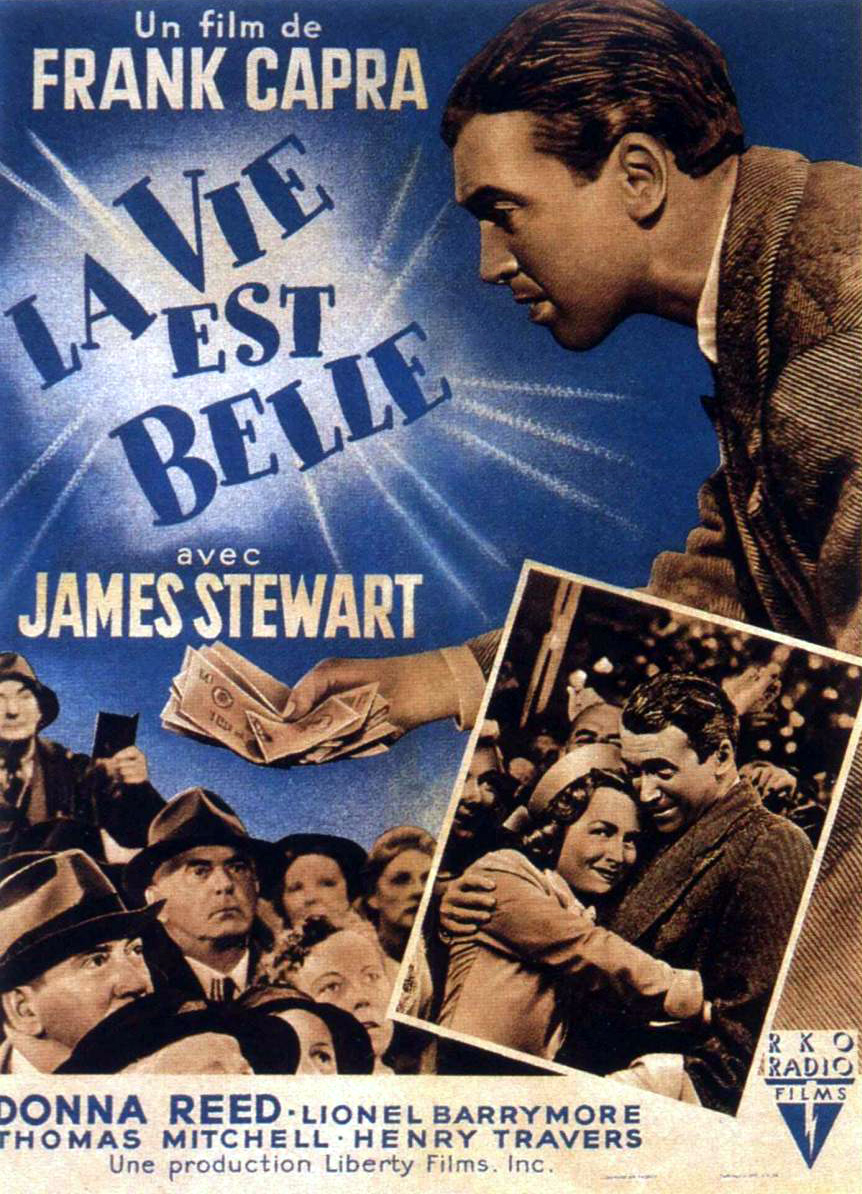 Un film de
FRANK CAPRA
LA VIE
EST
BELLE
avec
JAMES STEWART
DONNA REED · LIONEL BARRYMORE
THOMAS MITCHELL · HENRY TRAVERS
Une production Liberty Films. Inc.
RKO
RADIO
FILMS